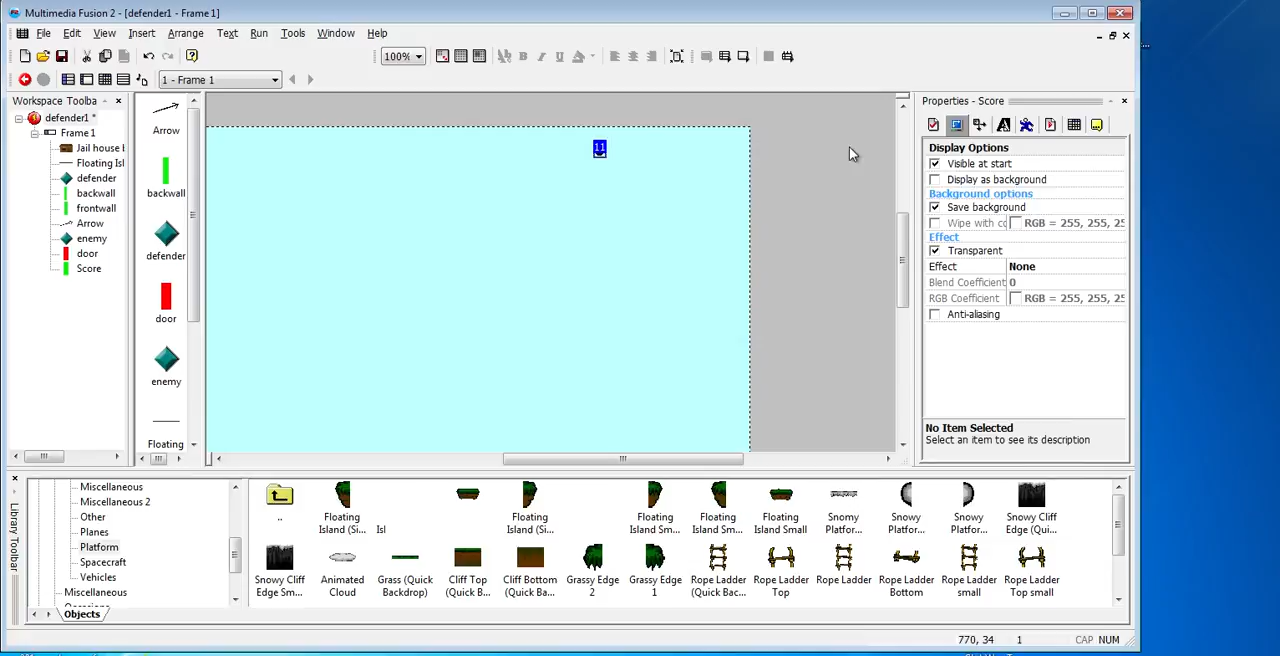 Multimedia Fusion 2 - [defender1 - Frame 1]
File Edit View Insert Arrange Text Run Tools Window Help
100%
B I U A
1 - Frame 1
Workspace Toolba
defender1 *
Frame 1
Jail house b
Floating Isl
defender
backwall
frontwall
Arrow
enemy
door
Score
Arrow
backwall
defender
door
enemy
Floating
11
Properties - Score
Display Options
Visible at start
Display as background
Background options
Save background
Wipe with co RGB = 255, 255, 25
Effect
Transparent
Effect None
Blend Coefficient 0
RGB Coefficient RGB = 255, 255, 25
Anti-aliasing
No Item Selected
Select an item to see its description
Library Toolbar
Miscellaneous
Miscellaneous 2
Other
Planes
Platform
Spacecraft
Vehicles
Miscellaneous
Objects
..
Floating Island (Si...
Isl
Floating Island (Si...
Floating Island Sm...
Floating Island Sm...
Floating Island Small
Snomy Platfor...
Snowy Platfor...
Snowy Platfor...
Snowy Cliff Edge (Qui...
Snowy Cliff Edge Sm...
Animated Cloud
Grass (Quick Backdrop)
Cliff Top (Quick B...
Cliff Bottom (Quick Ba...
Grassy Edge 2
Grassy Edge 1
Rope Ladder (Quick Bac...
Rope Ladder Top
Rope Ladder
Rope Ladder Bottom
Rope Ladder small
Rope Ladder Top small
770, 34 1 CAP NUM